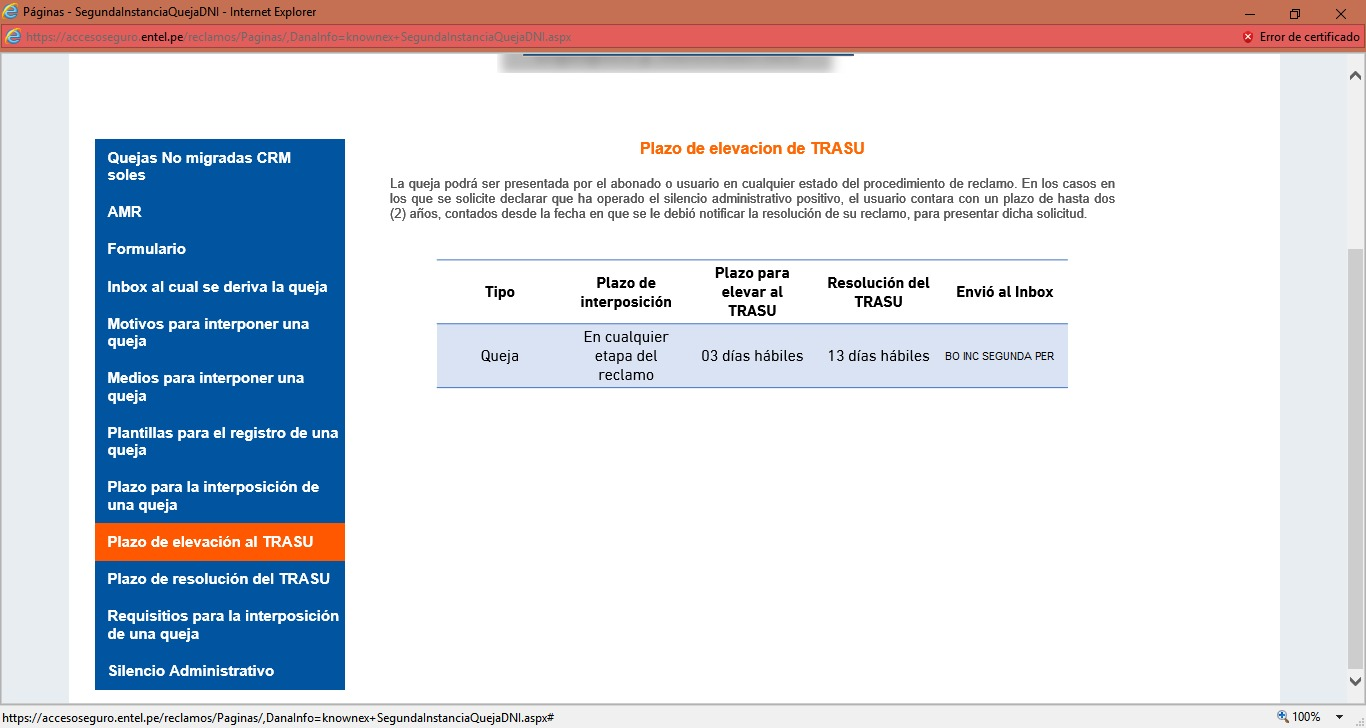 Páginas - SegundaInstanciaQuejaDNI - Internet Explorer
https://accesoseguro.entel.pe/reclamos/Paginas/,DanaInfo=knownex+SegundaInstanciaQuejaDNI.aspx
Error de certificado
Quejas No migradas CRM
soles
AMR
Formulario
Inbox al cual se deriva la queja
Motivos para interponer una
queja
Medios para interponer una
queja
Plantillas para el registro de una
queja
Plazo para la interposición de
una queja
Plazo de elevación al TRASU
Plazo de resolución del TRASU
Requisitios para la interposición
de una queja
Silencio Administrativo
Plazo de elevacion de TRASU
La queja podrá ser presentada por el abonado o usuario en cualquier estado del procedimiento de reclamo. En los casos en
los que se solicite declarar que ha operado el silencio administrativo positivo, el usuario contara con un plazo de hasta dos
(2) años, contados desde la fecha en que se le debió notificar la resolución de su reclamo, para presentar dicha solicitud.
Tipo
Plazo de
interposición
Plazo para
elevar al
TRASU
Resolución del
TRASU
Envió al Inbox
Queja
En cualquier
etapa del
reclamo
03 días hábiles
13 días hábiles
BO INC SEGUNDA PER
https://accesoseguro.entel.pe/reclamos/Paginas/,DanaInfo=knownex+SegundaInstanciaQuejaDNI.aspx#
100%